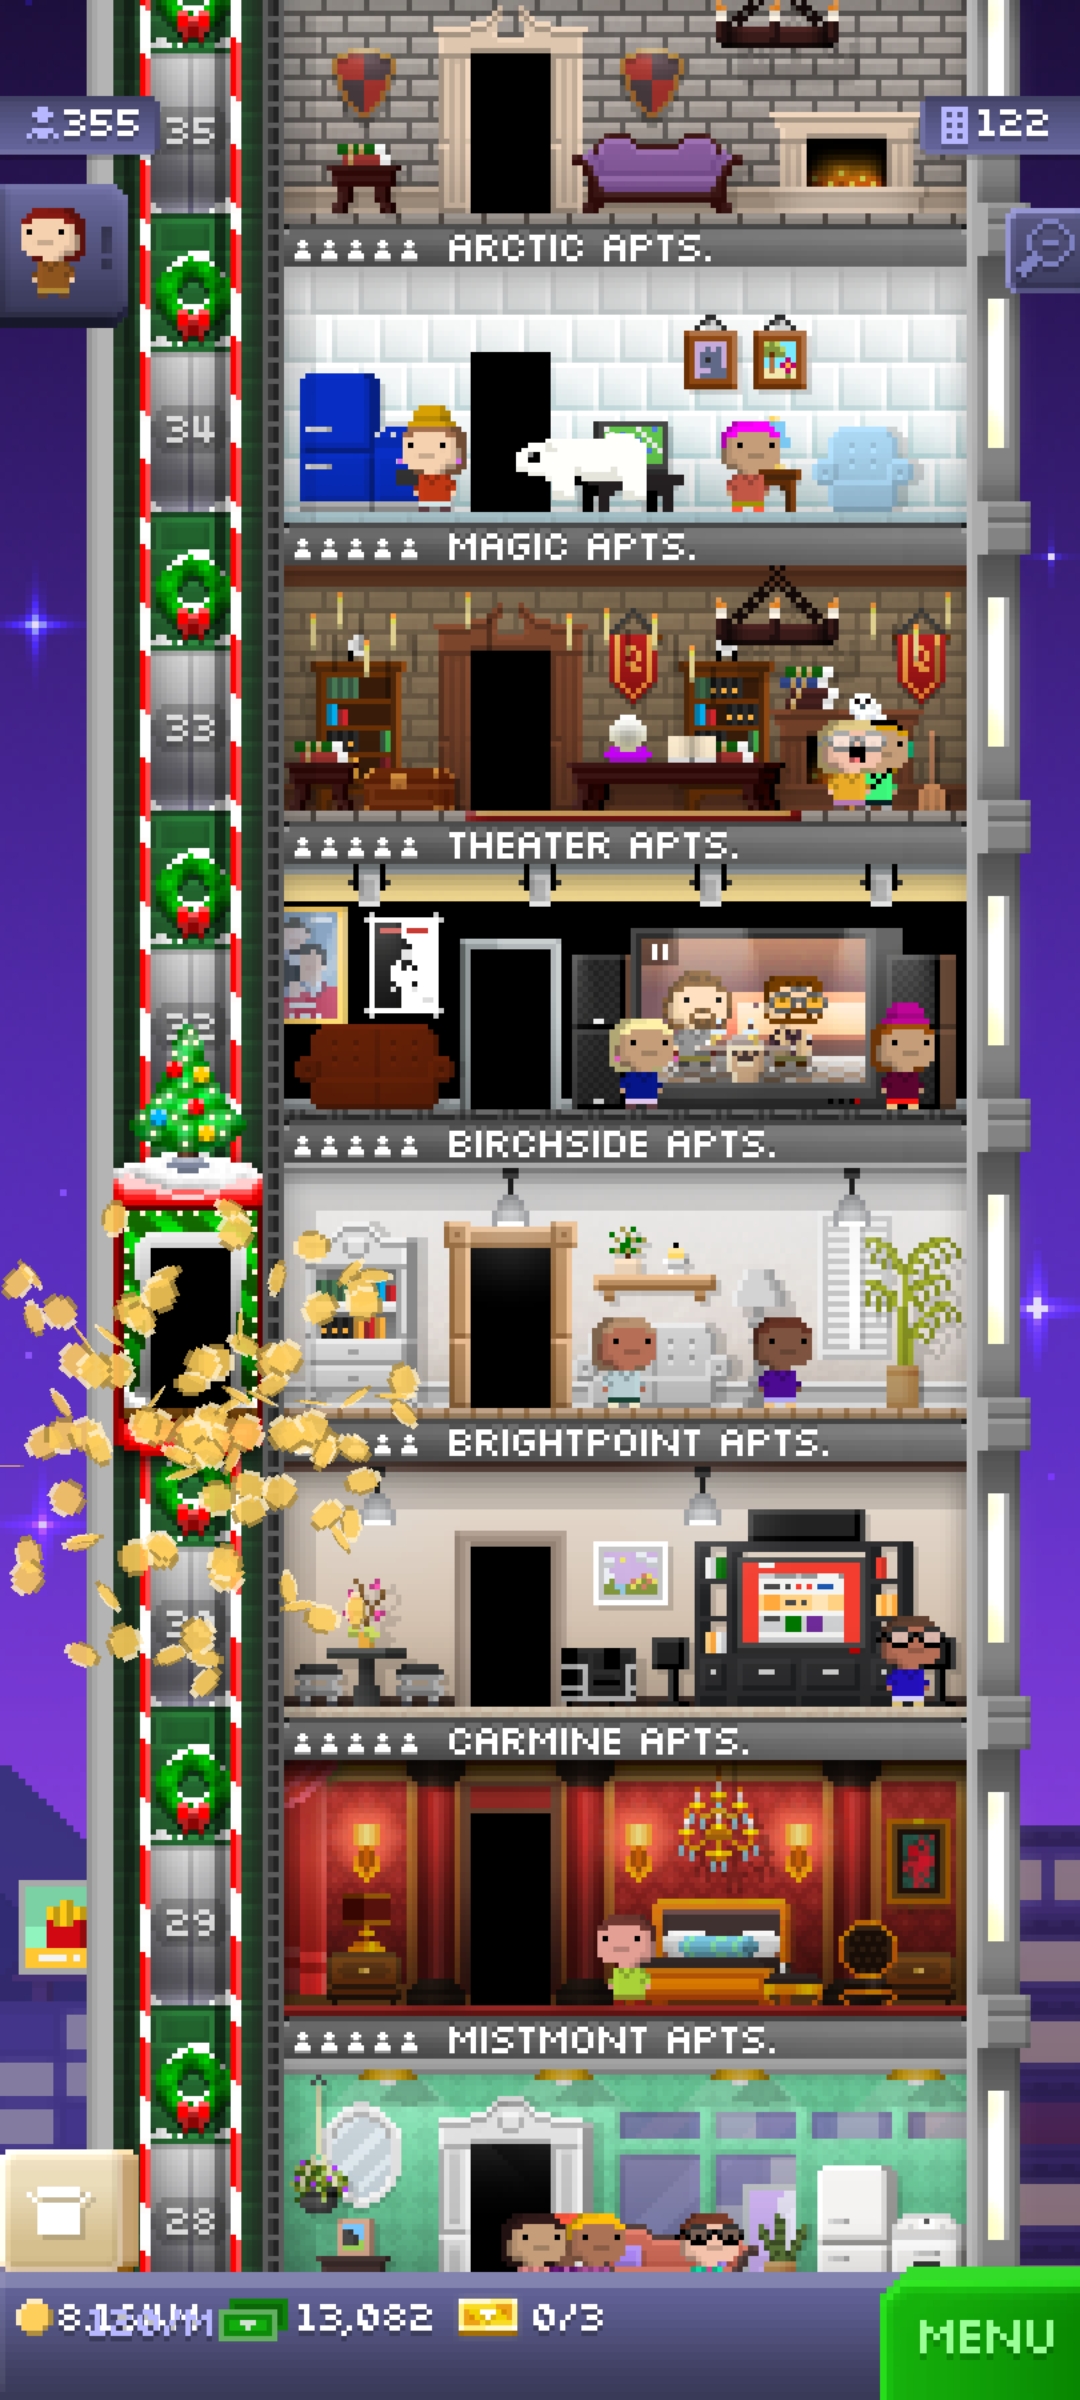 355
35
122
ARCTIC APTS.
34
MAGIC APTS.
33
THEATER APTS.
BIRCHSIDE APTS.
BRIGHTPOINT APTS.
CARMINE APTS.
29
MISTMONT APTS.
28
13,082
0/3
MENU